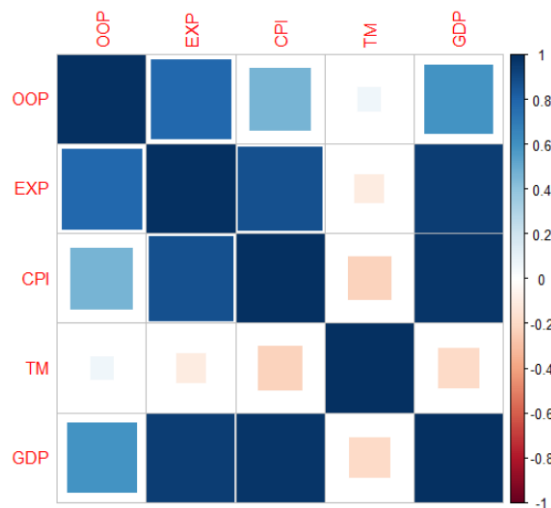 OOP EXP CPI TM GDP
OOP
EXP
CPI
TM
GDP
1
0.8
0.6
0.4
0.2
0
-0.2
-0.4
-0.6
-0.8
-1